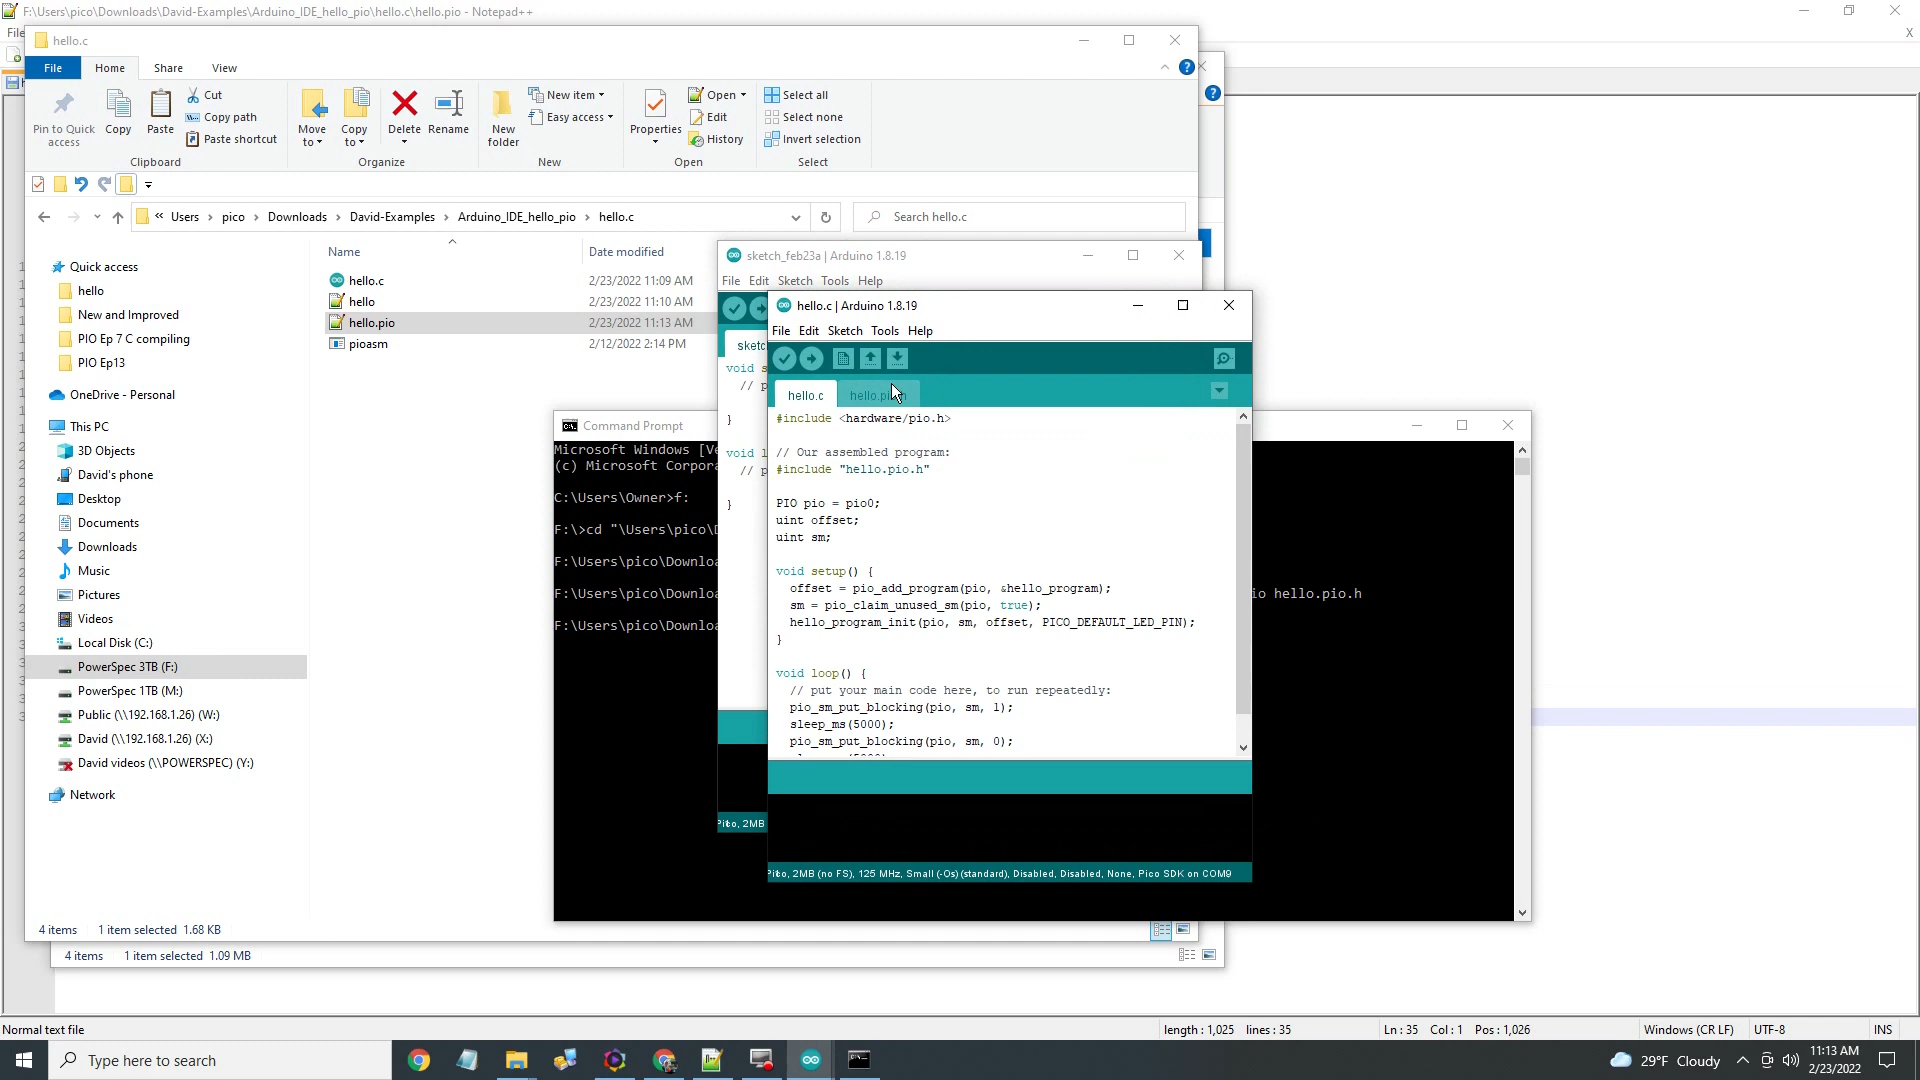 F:\Users\pico\Downloads\David-Examples\Arduino_IDE_hello_pio\hello.c\hello.pio - Notepad++
hello.c
File
Home
Share
View
Pin to Quick access
Copy
Paste
Cut
Copy path
Paste shortcut
Clipboard
Move to
Copy to
Delete
Rename
Organize
New folder
New item
Easy access
New
Properties
Open
Edit
History
Open
Select all
Select none
Invert selection
Select
Users
pico
Downloads
David-Examples
Arduino_IDE_hello_pio
hello.c
Search hello.c
Name
Date modified
hello.c 2/23/2022 11:09 AM
hello 2/23/2022 11:10 AM
hello.pio 2/23/2022 11:13 AM
pioasm 2/12/2022 2:14 PM
Quick access
hello
New and Improved
PIO Ep 7 C compiling
PIO Ep13
OneDrive - Personal
This PC
3D Objects
David's phone
Desktop
Documents
Downloads
Music
Pictures
Videos
Local Disk (C:)
PowerSpec 3TB (F:)
PowerSpec 1TB (M:)
Public (\\192.168.1.26) (W:)
David (\\192.168.1.26) (X:)
David videos (\\POWERSPEC) (Y:)
Network
4 items 1 item selected 1.68 KB
4 items 1 item selected 1.09 MB
sketch_feb23a | Arduino 1.8.19
File Edit Sketch Tools Help
void
}
void
}
Command Prompt
(c) Microsoft
C:\Users\Owner>f:
F:\>cd "\Users\pico\
F:\Users\pico\
F:\Users\pico\
hello.pio.h
F:\Users\pico\
hello.c | Arduino 1.8.19
File Edit Sketch Tools Help
hello.c
#include <hardware/pio.h>
// Our assembled program:
#include "hello.pio.h"
PIO pio = pio0;
uint offset;
uint sm;
void setup() {
offset = pio_add_program(pio, &hello_program);
sm = pio_claim_unused_sm(pio, true);
hello_program_init(pio, sm, offset, PICO_DEFAULT_LED_PIN);
}
void loop() {
// put your main code here, to run repeatedly:
pio_sm_put_blocking(pio, sm, 1);
sleep_ms(5000);
pio_sm_put_blocking(pio, sm, 0);
2MB (no FS), 125 MHz, Small (-Os) (standard), Disabled, Disabled, None, Pico SDK on COM9
Normal text file
length : 1,025 lines : 35
Ln : 35 Col : 1 Pos : 1,026
Windows (CR LF)
UTF-8
INS
Type here to search
29°F Cloudy
11:13 AM
2/23/2022